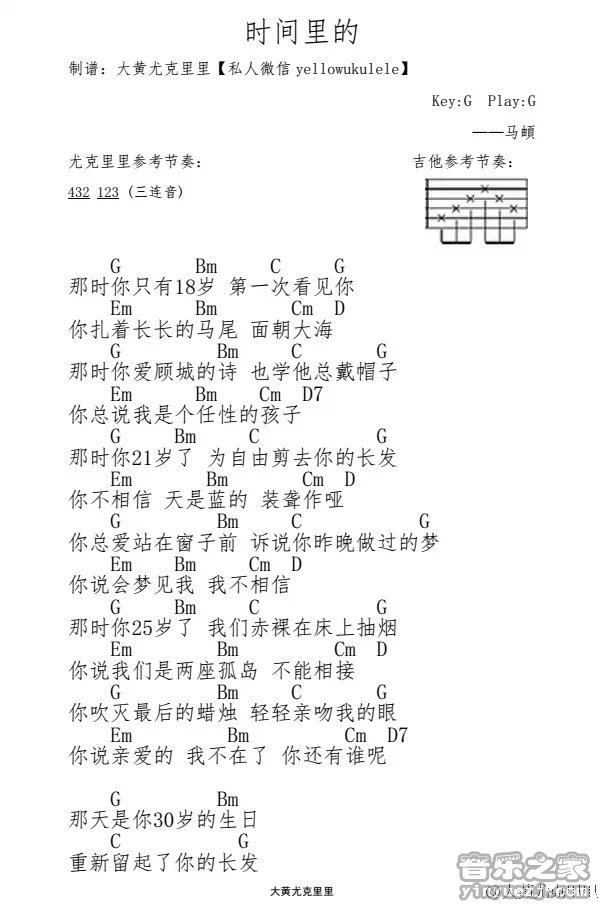 时间里的
制谱：大黄尤克里里【私人微信yellowukulele】
Key:G Play:G
——马頔
尤克里里参考节奏： 吉他参考节奏：
432 123 (三连音)
G Bm C G
那时你只有18岁 第一次看见你
Em Bm Cm D
你扎着长长的马尾 面朝大海
G Bm C G
那时你爱顾城的诗 也学他总戴帽子
Em Bm Cm D7
你总说我是个任性的孩子
G Bm C G
那时你21岁了 为自由剪去你的长发
Em Bm Cm D
你不相信 天是蓝的 装聋作哑
G Bm C G
你总爱站在窗子前 诉说你昨晚做过的梦
Em Bm Cm D
你说会梦见我 我不相信
G Bm C G
那时你25岁了 我们赤裸在床上抽烟
Em Bm Cm D
你说我们是两座孤岛 不能相接
G Bm C G
你吹灭最后的蜡烛 轻轻亲吻我的眼
Em Bm Cm D7
你说亲爱的 我不在了 你还有谁呢
G Bm
那天是你30岁的生日
C G
重新留起了你的长发
大黄尤克里里
音乐之家